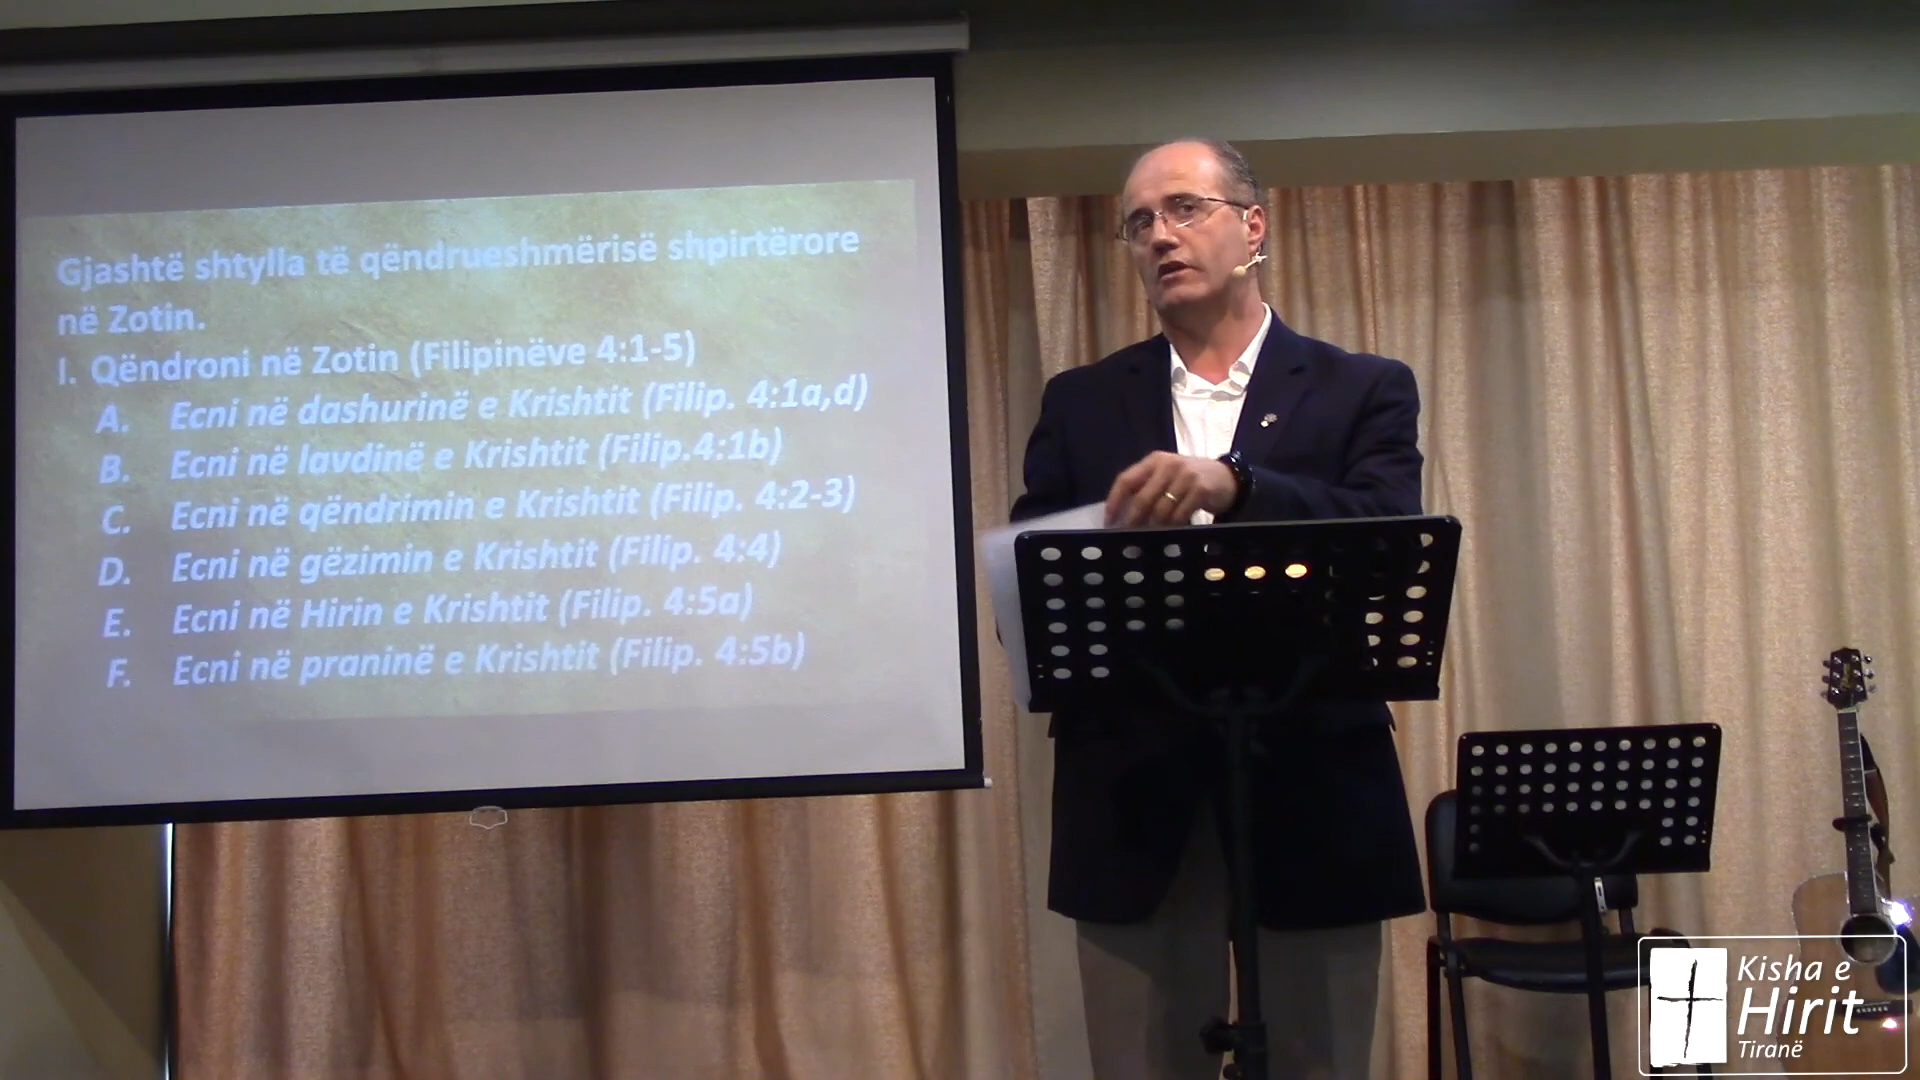 Gjashtë shtylla të qëndrueshmërisë shpirtërore
në Zotin.
I. Qëndroni në Zotin (Filipinëve 4:1-5)
A. Ecni në dashurinë e Krishtit (Filip. 4:1a,d)
B. Ecni në lavdinë e Krishtit (Filip.4:1b)
C. Ecni në qëndrimin e Krishtit (Filip. 4:2-3)
D. Ecni në gëzimin e Krishtit (Filip. 4:4)
E. Ecni në Hirin e Krishtit (Filip. 4:5a)
F. Ecni në praninë e Krishtit (Filip. 4:5b)
Kisha e
Hirit
Tiranë